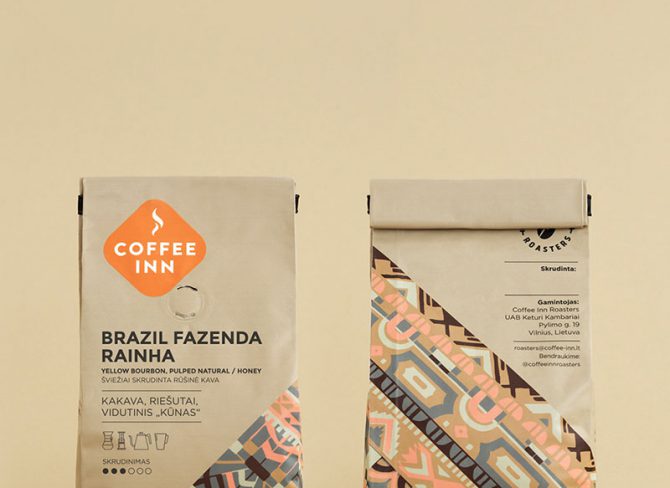 COFFEE
INN
BRAZIL FAZENDA
RAINHA
YELLOW BOURBON, PULPED NATURAL / HONEY
ŠVIEŽIAI SKRUDINTA RŪŠINĖ KAVA
KAKAVA, RIEŠUTAI,
VIDUTINIS „KŪNAS“
SKRUDINIMAS
ROASTERS
Skrudinta:
Gamintojas:
Coffee Inn Roasters
UAB Keturi Kambariai
Pylimo g. 19
Vilnius, Lietuva
roasters@coffee-inn.lt
Bendraukime:
@coffeeinnroasters